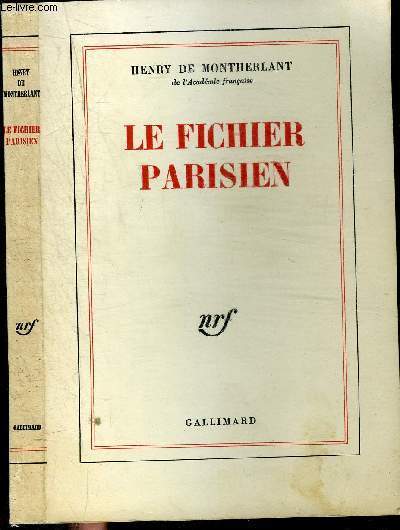 © le-livre.com
HENRY
DE
MONTHERLANT
LE FICHIER
PARISIEN
nrf
GALLIMARD
HENRY DE MONTHERLANT
de l'Académie française
LE FICHIER
PARISIEN
nrf
GALLIMARD